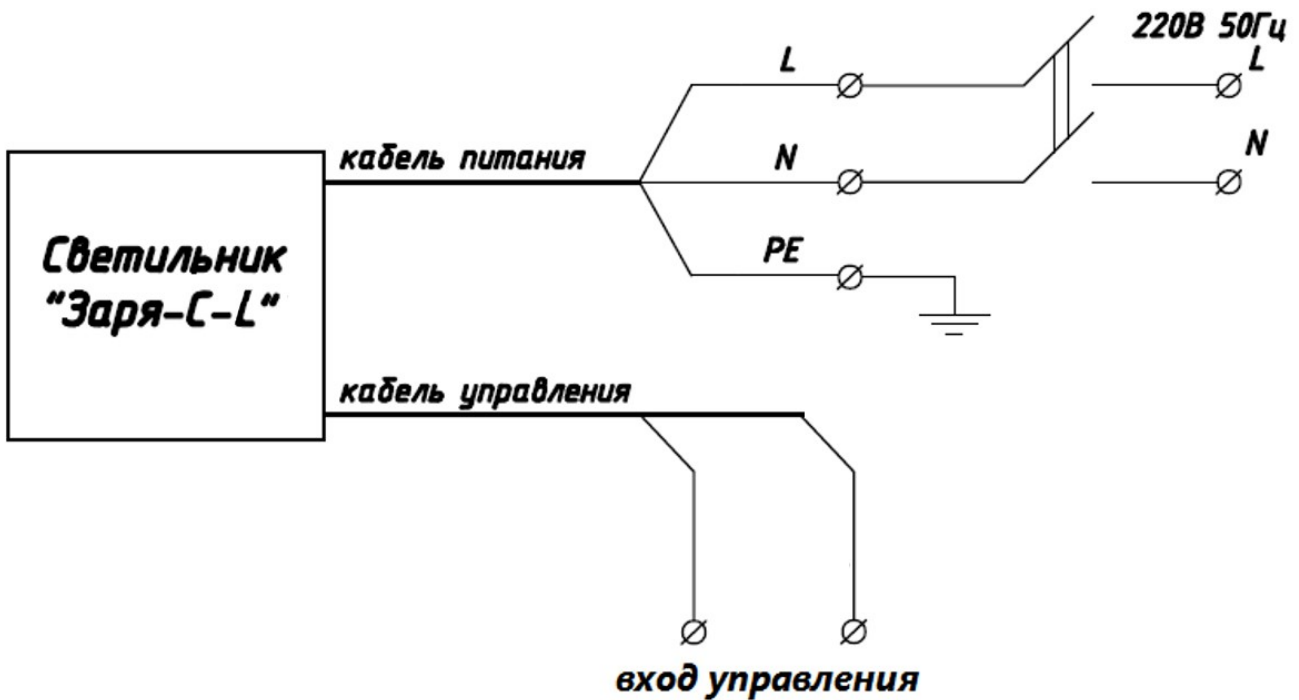 220В 50Гц
L
L
кабель питания
N
N
Светильник
"Заря-С-L"
PE
кабель управления
вход управления